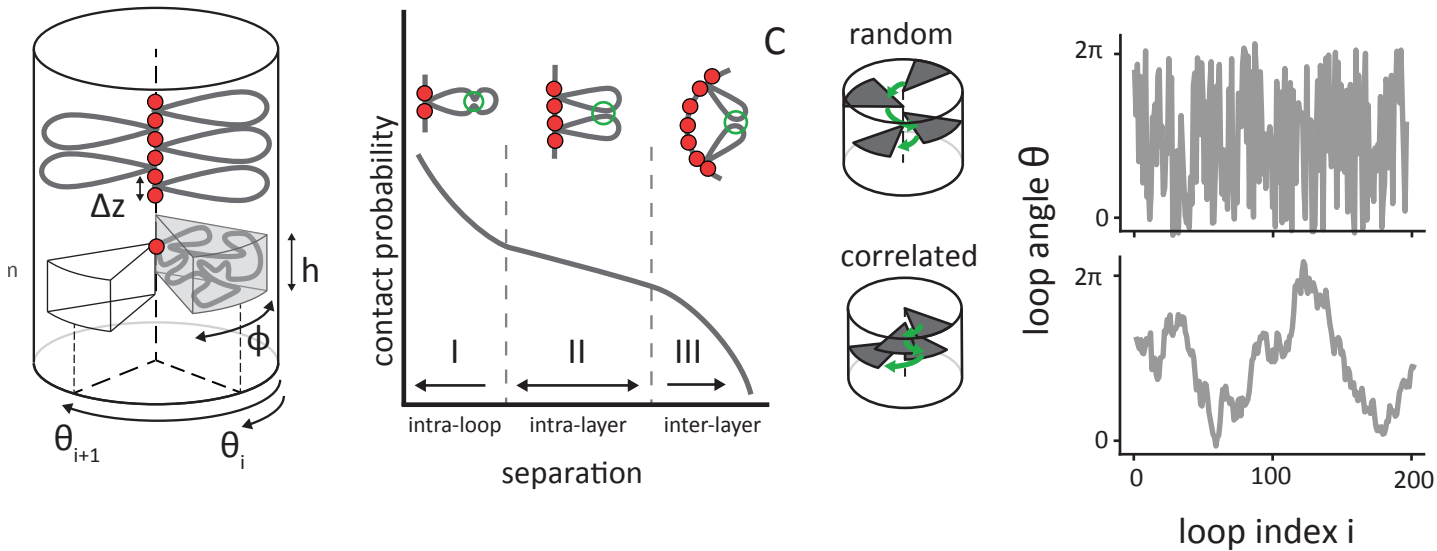 n
Δz
h
ϕ
θi+1
θi
contact probability
I
II
III
intra-loop
intra-layer
inter-layer
separation
C
random
correlated
loop angle θ
2π
0
2π
0
0
100
200
loop index i